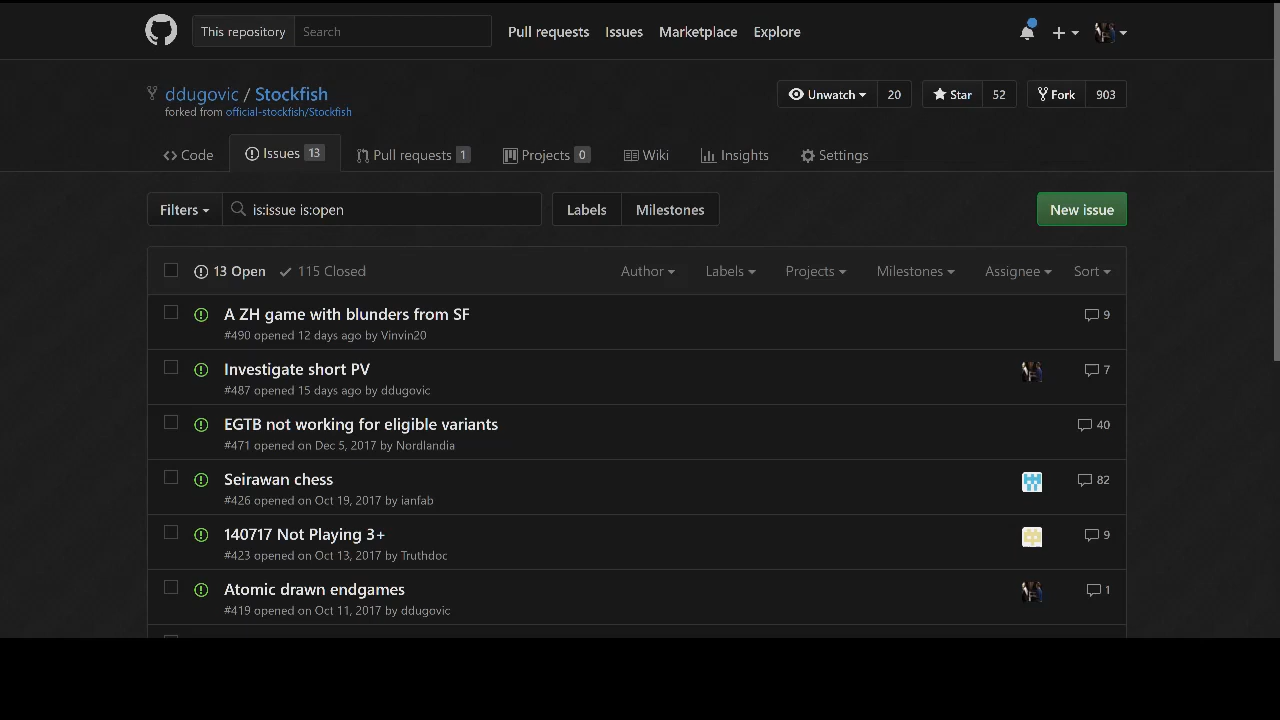 This repository Search Pull requests Issues Marketplace Explore
ddugovic / Stockfish Unwatch 20 Star 52 Fork 903
forked from official-stockfish/Stockfish
Code Issues 13 Pull requests 1 Projects 0 Wiki Insights Settings
Filters is:issue is:open Labels Milestones New issue
13 Open 115 Closed Author Labels Projects Milestones Assignee Sort
A ZH game with blunders from SF 9
#490 opened 12 days ago by Vinvin20
Investigate short PV 7
#487 opened 15 days ago by ddugovic
EGTB not working for eligible variants 40
#471 opened on Dec 5, 2017 by Nordlandia
Seirawan chess 82
#426 opened on Oct 19, 2017 by ianfab
140717 Not Playing 3+ 9
#423 opened on Oct 13, 2017 by Truthdoc
Atomic drawn endgames 1
#419 opened on Oct 11, 2017 by ddugovic